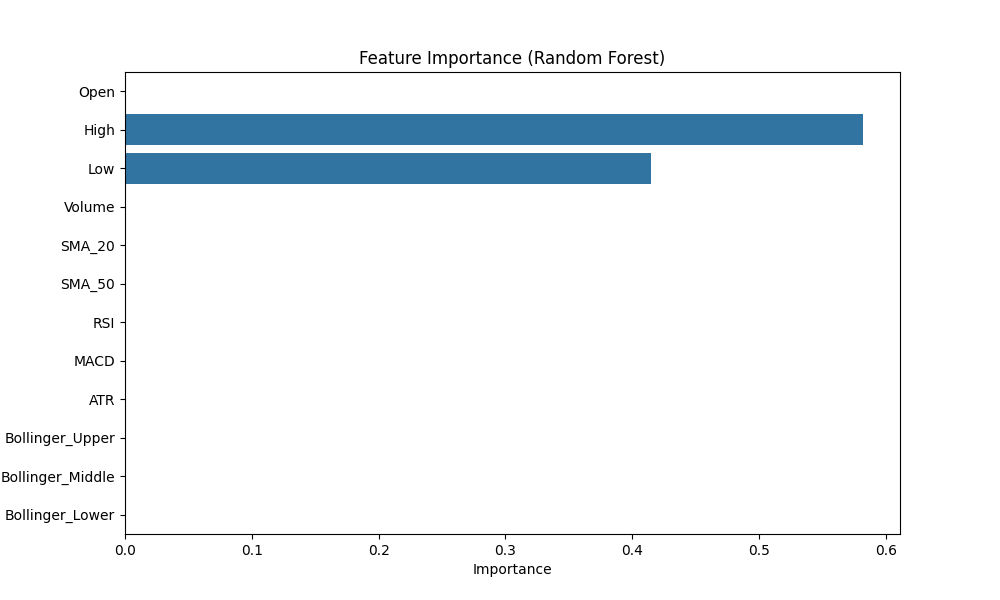 Feature Importance (Random Forest)
Open
High
Low
Volume
SMA_20
SMA_50
RSI
MACD
ATR
Bollinger_Upper
Bollinger_Middle
Bollinger_Lower
0.0 0.1 0.2 0.3 0.4 0.5 0.6
Importance